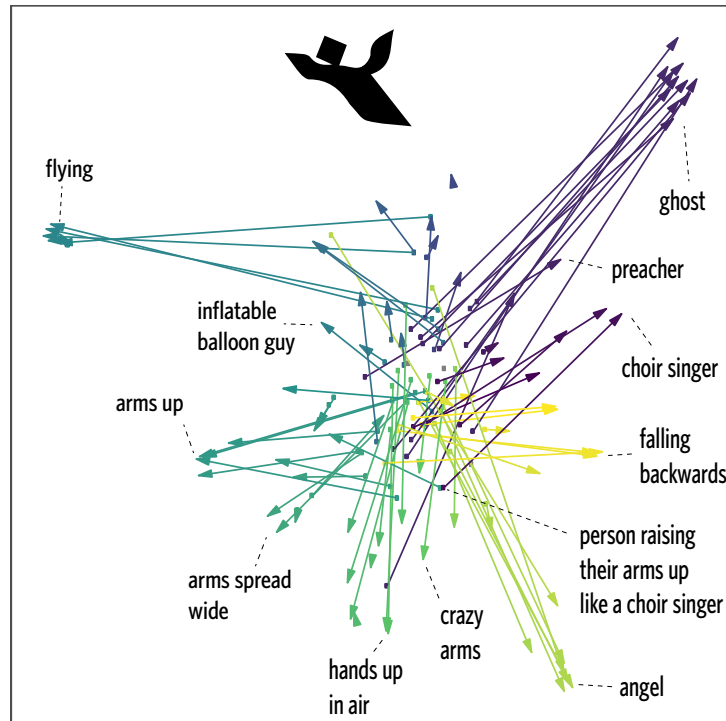 flying
ghost
preacher
inflatable
balloon guy
choir singer
arms up
falling
backwards
person raising
their arms up
like a choir singer
arms spread
wide
crazy
arms
hands up
in air
angel